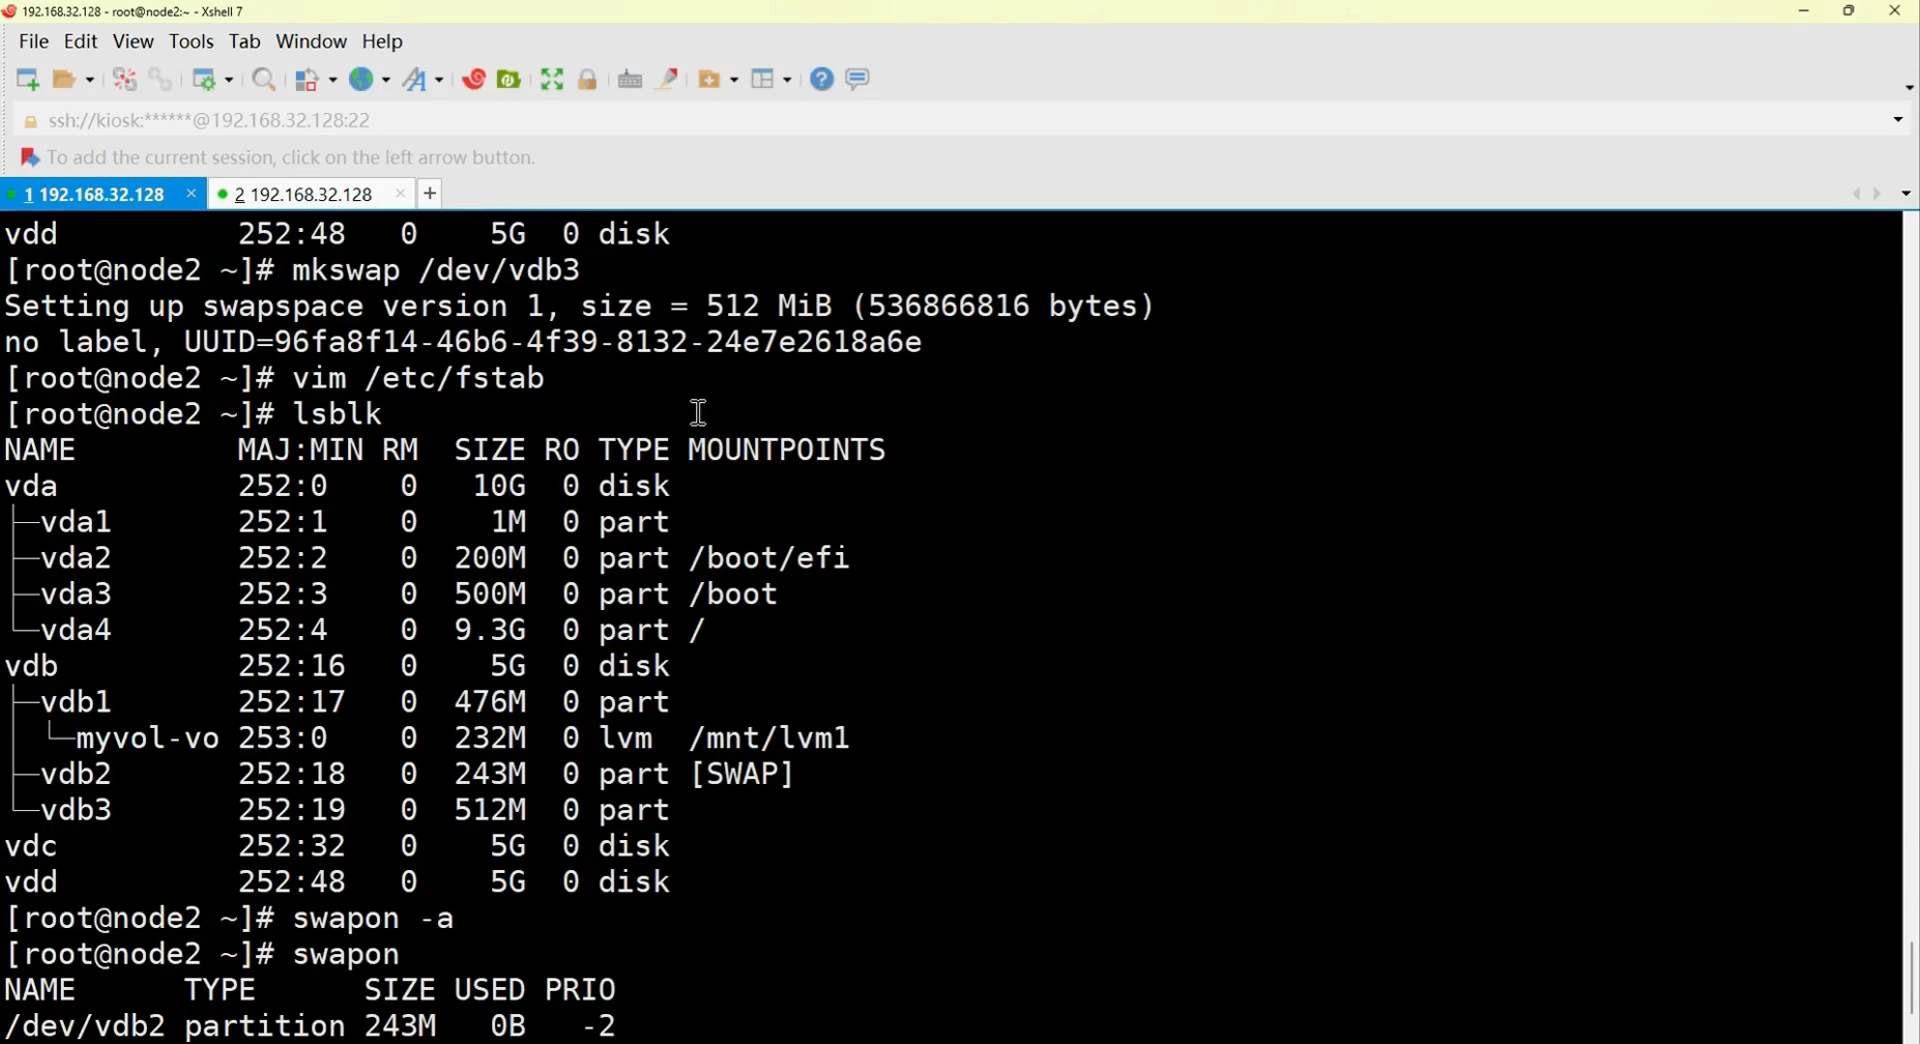 192.168.32.128 - root@node2:~ - Xshell 7
File Edit View Tools Tab Window Help
ssh://kiosk:******@192.168.32.128:22
To add the current session, click on the left arrow button.
1 192.168.32.128 × 2 192.168.32.128 × +
vdd 252:48 0 5G 0 disk
[root@node2 ~]# mkswap /dev/vdb3
Setting up swapspace version 1, size = 512 MiB (536866816 bytes)
no label, UUID=96fa8f14-46b6-4f39-8132-24e7e2618a6e
[root@node2 ~]# vim /etc/fstab
[root@node2 ~]# lsblk
NAME MAJ:MIN RM SIZE RO TYPE MOUNTPOINTS
vda 252:0 0 10G 0 disk
├─vda1 252:1 0 1M 0 part
├─vda2 252:2 0 200M 0 part /boot/efi
├─vda3 252:3 0 500M 0 part /boot
└─vda4 252:4 0 9.3G 0 part /
vdb 252:16 0 5G 0 disk
├─vdb1 252:17 0 476M 0 part
│ └─myvol-vo 253:0 0 232M 0 lvm /mnt/lvm1
├─vdb2 252:18 0 243M 0 part [SWAP]
└─vdb3 252:19 0 512M 0 part
vdc 252:32 0 5G 0 disk
vdd 252:48 0 5G 0 disk
[root@node2 ~]# swapon -a
[root@node2 ~]# swapon
NAME TYPE SIZE USED PRIO
/dev/vdb2 partition 243M 0B -2